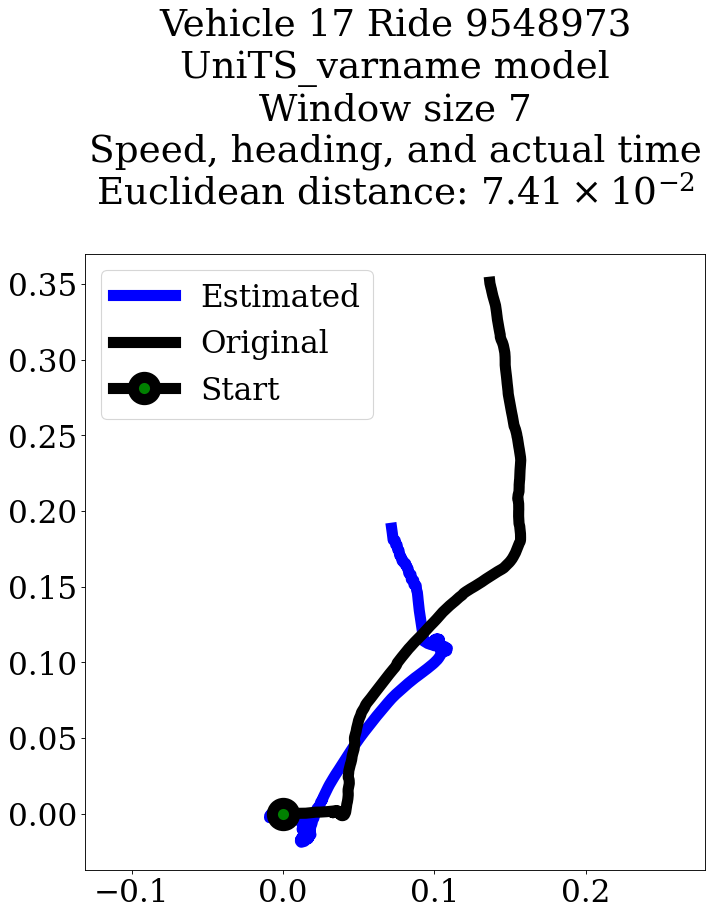 Vehicle 17 Ride 9548973
UniTS_varname model
Window size 7
Speed, heading, and actual time
Euclidean distance: 7.41 × 10⁻²
Estimated
Original
Start
0.35
0.30
0.25
0.20
0.15
0.10
0.05
0.00
−0.1
0.0
0.1
0.2